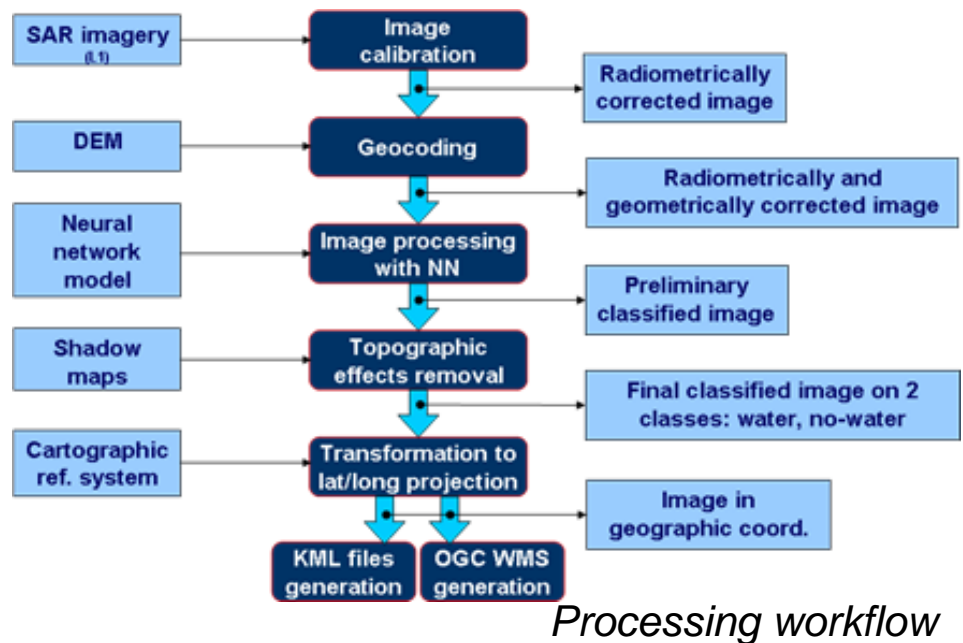 SAR imagery
(L1)
Image
calibration
Radiometrically
corrected image
DEM
Geocoding
Radiometrically and
geometrically corrected image
Neural
network
model
Image processing
with NN
Preliminary
classified image
Shadow
maps
Topographic
effects removal
Final classified image on 2
classes: water, no-water
Cartographic
ref. system
Transformation to
lat/long projection
Image in
geographic coord.
KML files
generation
OGC WMS
generation
Processing workflow